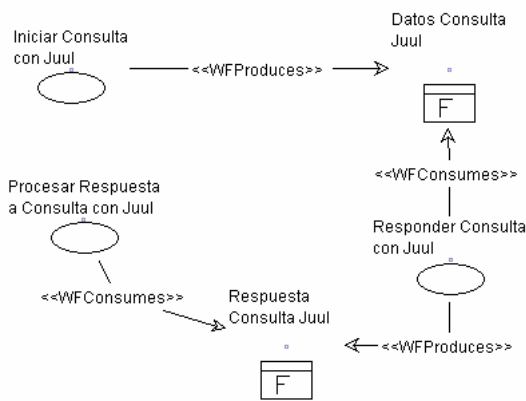 Iniciar Consulta
con Juul
<<WFProduces>>
Datos Consulta
Juul
F
<<WFConsumes>>
Procesar Respuesta
a Consulta con Juul
Responder Consulta
con Juul
<<WFConsumes>>
Respuesta
Consulta Juul
<<WFProduces>>
F